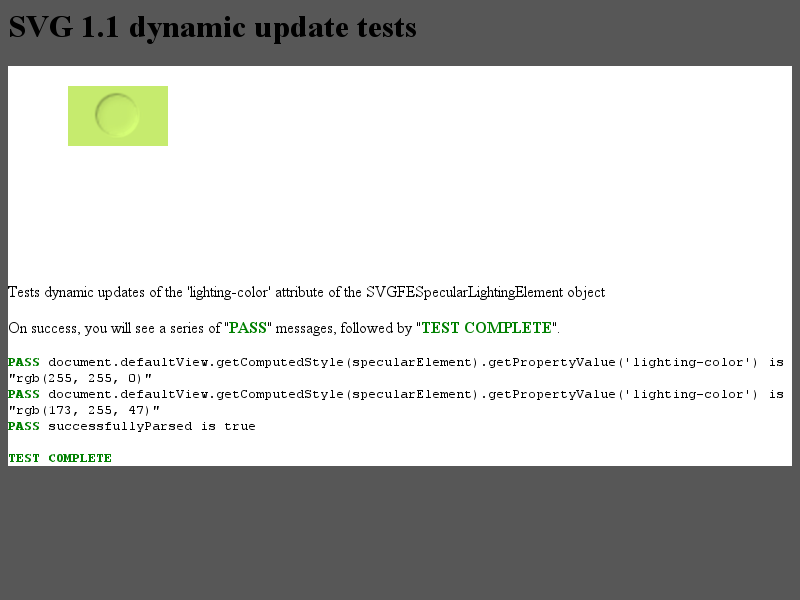 SVG 1.1 dynamic update tests
Tests dynamic updates of the 'lighting-color' attribute of the SVGFESpecularLightingElement object
On success, you will see a series of "PASS" messages, followed by "TEST COMPLETE".
PASS document.defaultView.getComputedStyle(specularElement).getPropertyValue('lighting-color') is
"rgb(255, 255, 0)"
PASS document.defaultView.getComputedStyle(specularElement).getPropertyValue('lighting-color') is
"rgb(173, 255, 47)"
PASS successfullyParsed is true
TEST COMPLETE